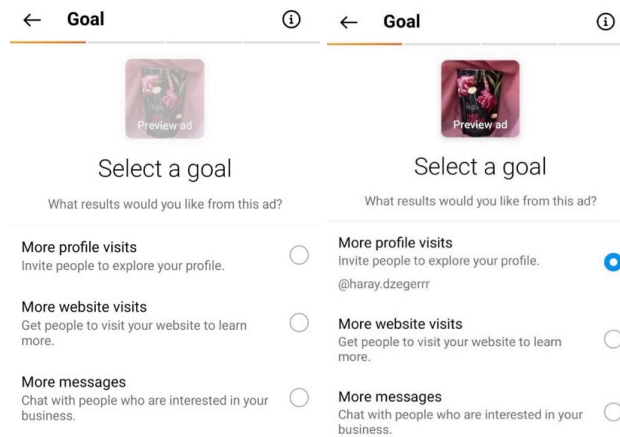 Goal
Preview ad
Select a goal
What results would you like from this ad?
More profile visits
Invite people to explore your profile.
More website visits
Get people to visit your website to learn
more.
More messages
Chat with people who are interested in your
business.
Goal
Preview ad
Select a goal
What results would you like from this ad?
More profile visits
Invite people to explore your profile.
@haray.dzegerrr
More website visits
Get people to visit your website to learn
more.
More messages
Chat with people who are interested in your
business.